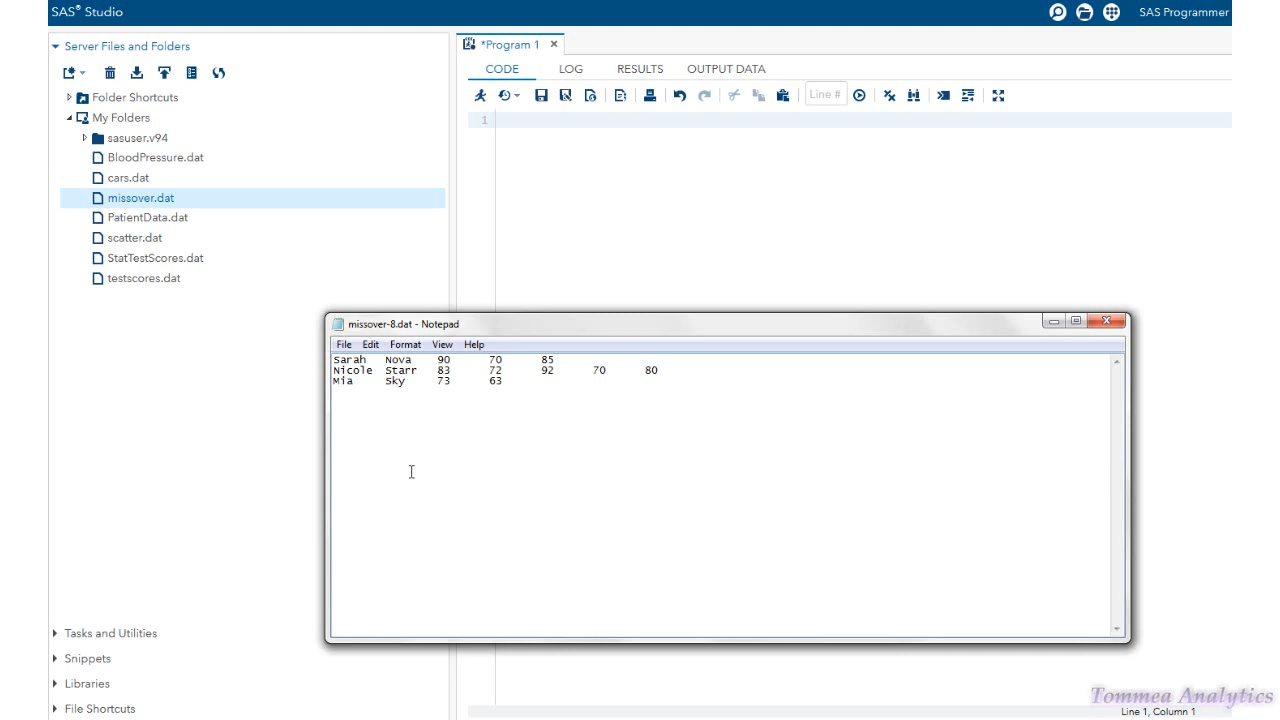 SAS® Studio
SAS Programmer
Server Files and Folders
Folder Shortcuts
My Folders
sasuser.v94
BloodPressure.dat
cars.dat
missover.dat
PatientData.dat
scatter.dat
StatTestScores.dat
testscores.dat
Tasks and Utilities
Snippets
Libraries
File Shortcuts
*Program 1
CODE LOG RESULTS OUTPUT DATA
Line #
1
missover-8.dat - Notepad
File Edit Format View Help
Sarah Nova 90 70 85
Nicole Starr 83 72 92 70 80
Mia Sky 73 63
Tommea Analytics
Line 1, Column 1